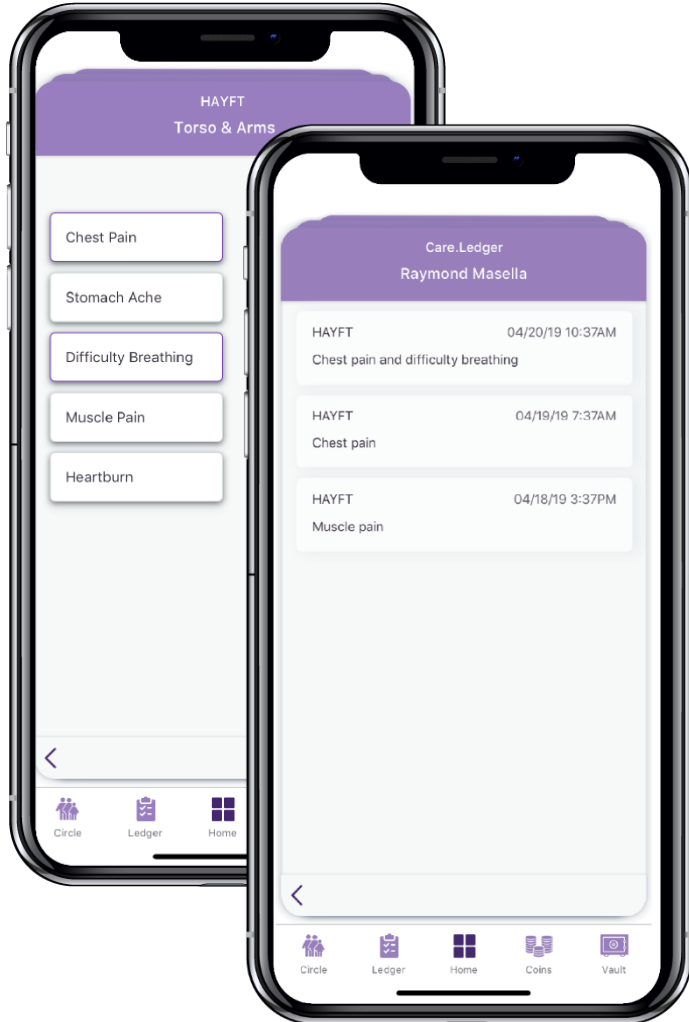 HAYFT
Torso & Arms
Chest Pain
Stomach Ache
Difficulty Breathing
Muscle Pain
Heartburn
Circle
Ledger
Home
Care.Ledger
Raymond Masella
HAYFT 04/20/19 10:37AM
Chest pain and difficulty breathing
HAYFT 04/19/19 7:37AM
Chest pain
HAYFT 04/18/19 3:37PM
Muscle pain
Circle Ledger Home Coins Vault